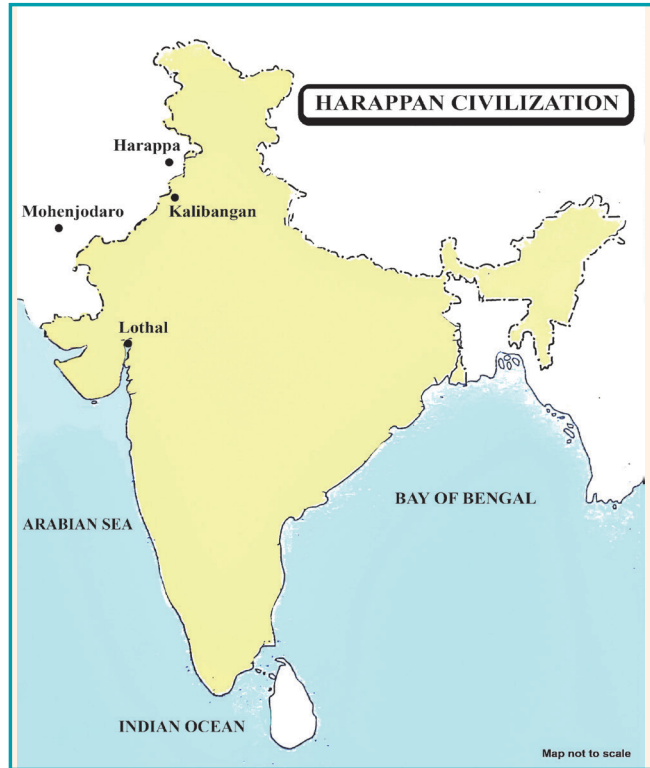 HARAPPAN CIVILIZATION
Harappa
Mohenjodaro
Kalibangan
Lothal
BAY OF BENGAL
ARABIAN SEA
INDIAN OCEAN
Map not to scale